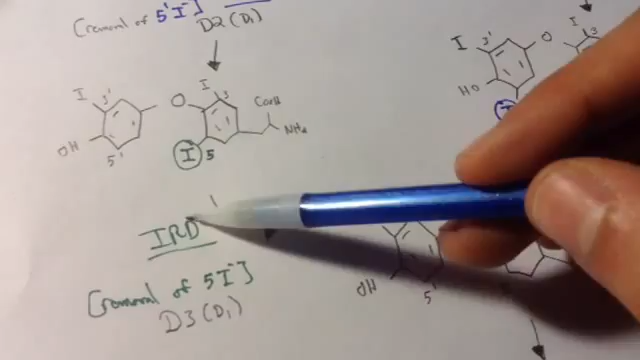 [removal of 5'I⁻]
D2(D₁)
I 3' O I 3
COOH
NH₂
OH
5'
I 5
I 3' O
HO
I
IRD
[removal of 5I⁻]
D3(D₁)
OH
5'